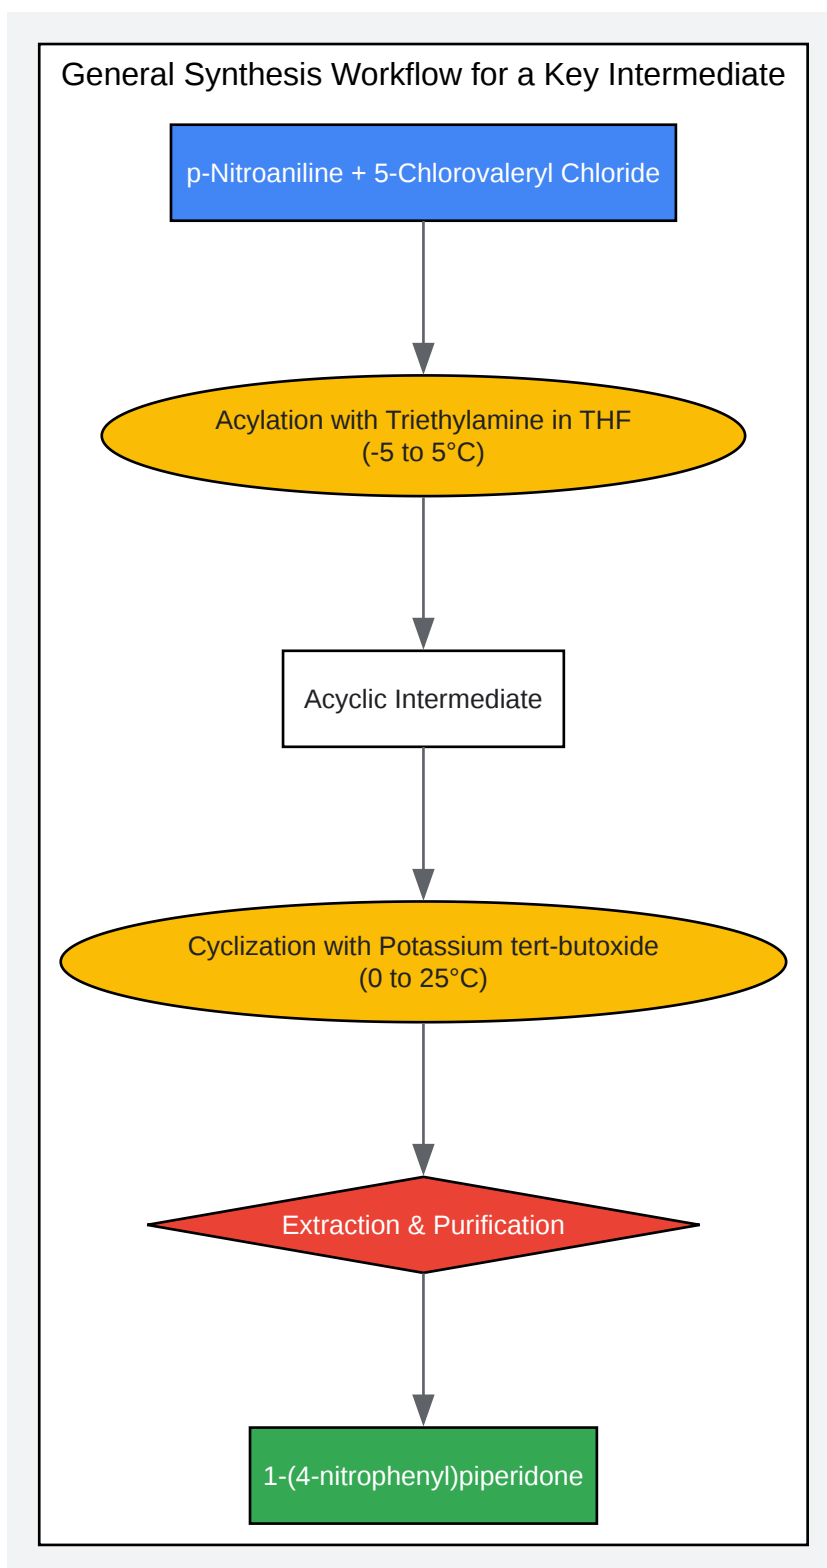 General Synthesis Workflow for a Key Intermediate
p-Nitroaniline + 5-Chlorovaleryl Chloride
Acylation with Triethylamine in THF
(-5 to 5°C)
Acyclic Intermediate
Cyclization with Potassium tert-butoxide
(0 to 25°C)
Extraction & Purification
1-(4-nitrophenyl)piperidone